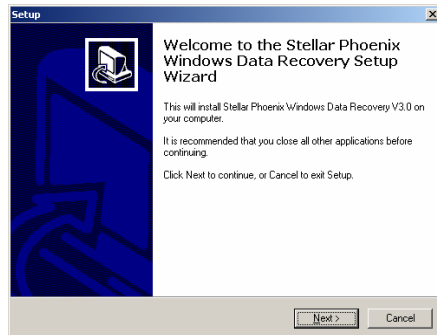 Setup
Welcome to the Stellar Phoenix
Windows Data Recovery Setup
Wizard
This will install Stellar Phoenix Windows Data Recovery V3.0 on
your computer.
It is recommended that you close all other applications before
continuing.
Click Next to continue, or Cancel to exit Setup.
Next >
Cancel